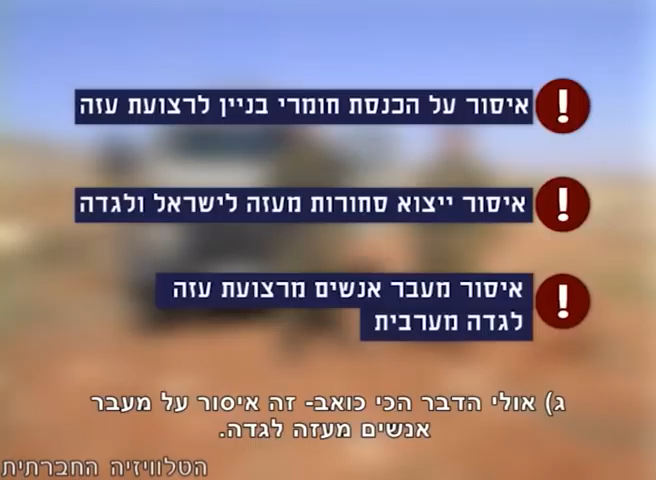 איסור על הכנסת חומרי בניין לרצועת עזה
איסור ייצוא סחורות מעזה לישראל ולגדה
איסור מעבר אנשים מרצועת עזה
לגדה מערבית
ג) אולי הדבר הכי כואב- זה איסור על מעבר
אנשים מעזה לגדה.
הטלוויזיה החברתית